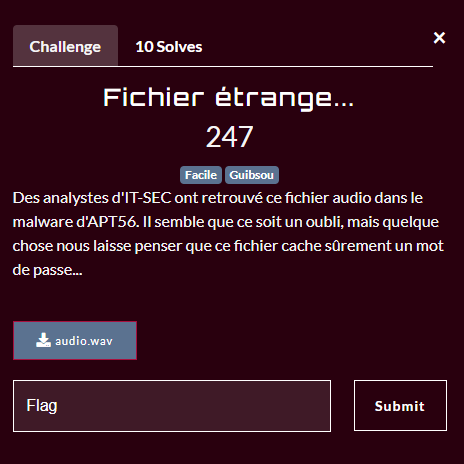 Challenge 10 Solves ×
Fichier étrange...
247
Facile Guibsou
Des analystes d'IT-SEC ont retrouvé ce fichier audio dans le
malware d'APT56. Il semble que ce soit un oubli, mais quelque
chose nous laisse penser que ce fichier cache sûrement un mot
de passe...
audio.wav
Flag Submit